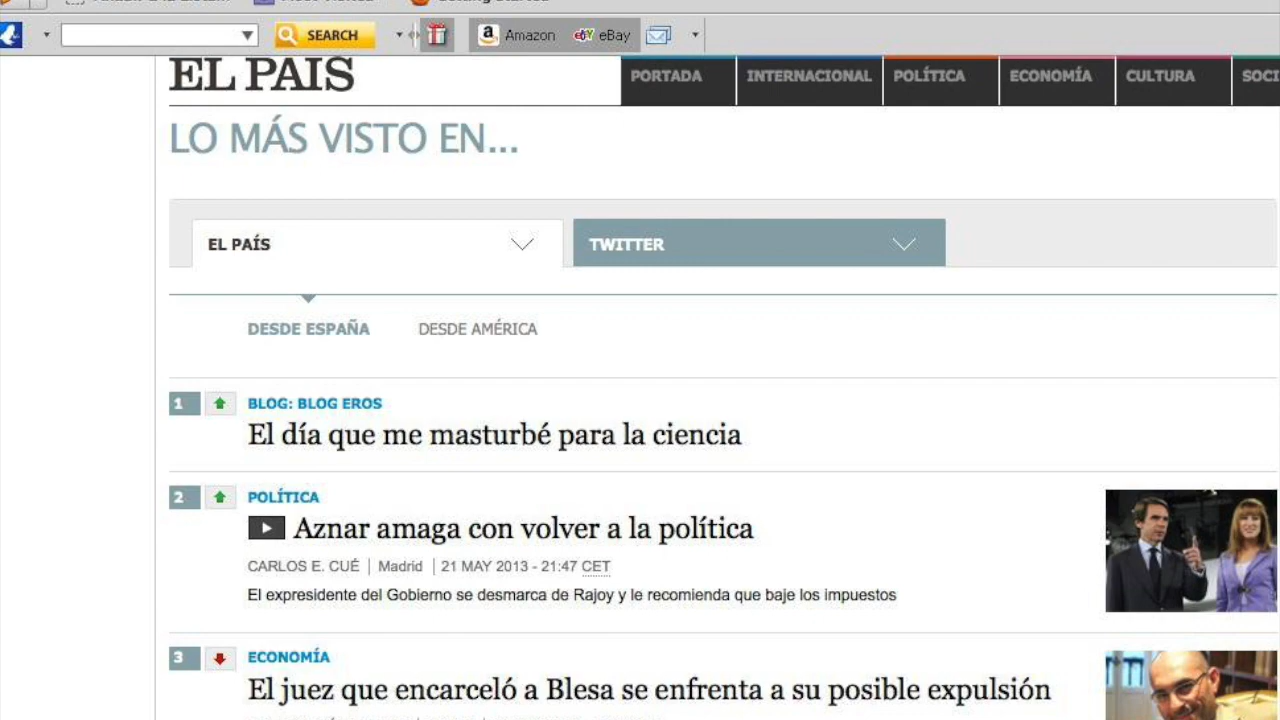 SEARCH Amazon eBay
EL PAIS
PORTADA INTERNACIONAL POLÍTICA ECONOMÍA CULTURA SOCI
LO MÁS VISTO EN...
EL PAÍS TWITTER
DESDE ESPAÑA DESDE AMÉRICA
1 BLOG: BLOG EROS
El día que me masturbé para la ciencia
2 POLÍTICA
Aznar amaga con volver a la política
CARLOS E. CUÉ | Madrid | 21 MAY 2013 - 21:47 CET
El expresidente del Gobierno se desmarca de Rajoy y le recomienda que baje los impuestos
3 ECONOMÍA
El juez que encarceló a Blesa se enfrenta a su posible expulsión